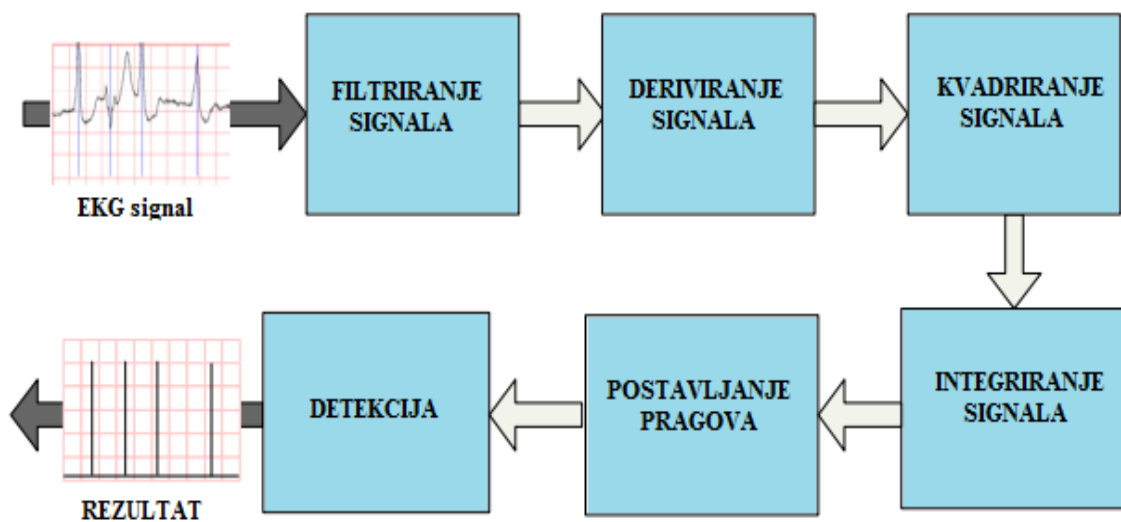 EKG signal
FILTRIRANJE
SIGNALA
DERIVIRANJE
SIGNALA
KVADRIRANJE
SIGNALA
INTEGRIRANJE
SIGNALA
POSTAVLJANJE
PRAGOVA
DETEKCIJA
REZULTAT